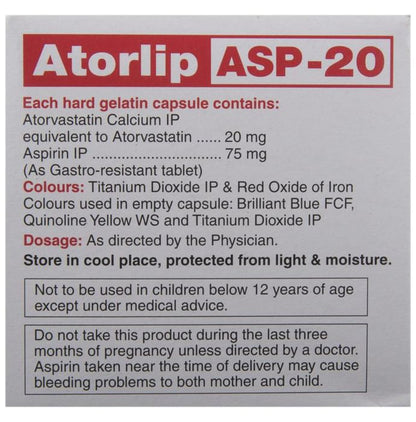 Atorlip ASP-20
Each hard gelatin capsule contains:
Atorvastatin Calcium IP
equivalent to Atorvastatin ...... 20 mg
Aspirin IP ............................... 75 mg
(As Gastro-resistant tablet)
Colours: Titanium Dioxide IP & Red Oxide of Iron
Colours used in empty capsule: Brilliant Blue FCF,
Quinoline Yellow WS and Titanium Dioxide IP
Dosage: As directed by the Physician.
Store in cool place, protected from light & moisture.
Not to be used in children below 12 years of age
except under medical advice.
Do not take this product during the last three
months of pregnancy unless directed by a doctor.
Aspirin taken near the time of delivery may cause
bleeding problems to both mother and child.